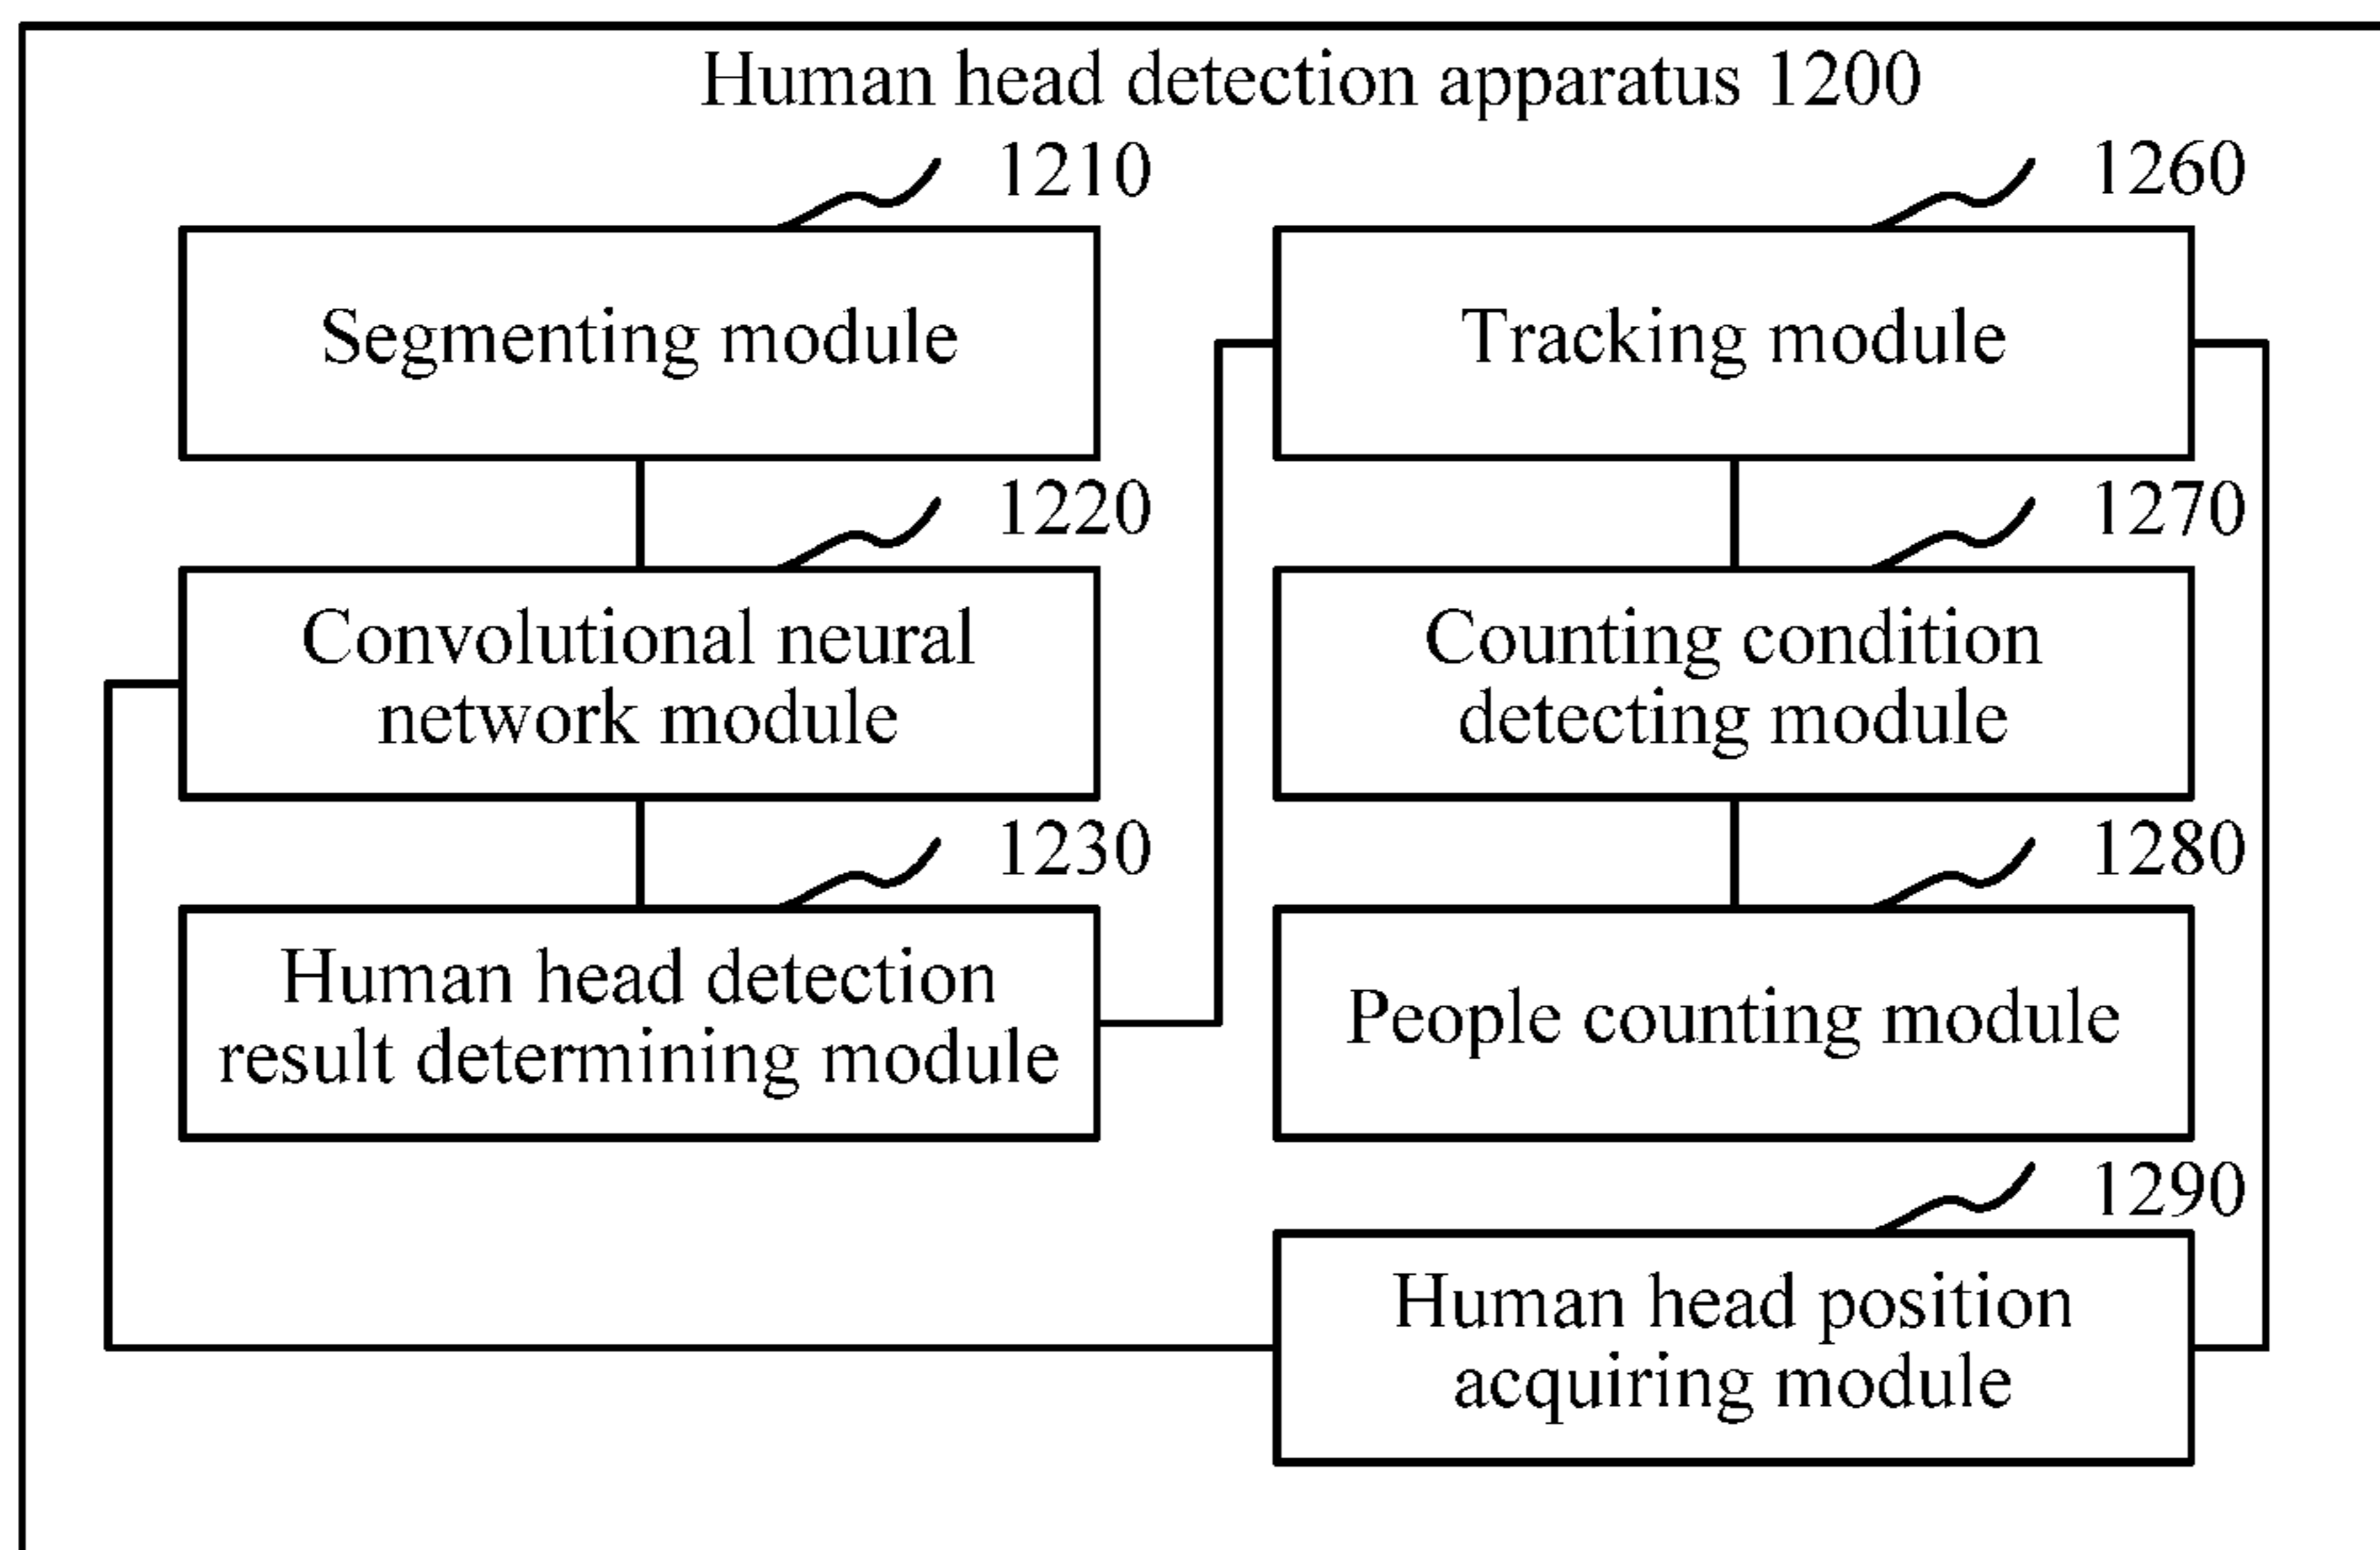 Human head detection apparatus 1200
1210
Segmenting module
1220
Convolutional neural
network module
1230
Human head detection
result determining module
1260
Tracking module
1270
Counting condition
detecting module
1280
People counting module
1290
Human head position
acquiring module